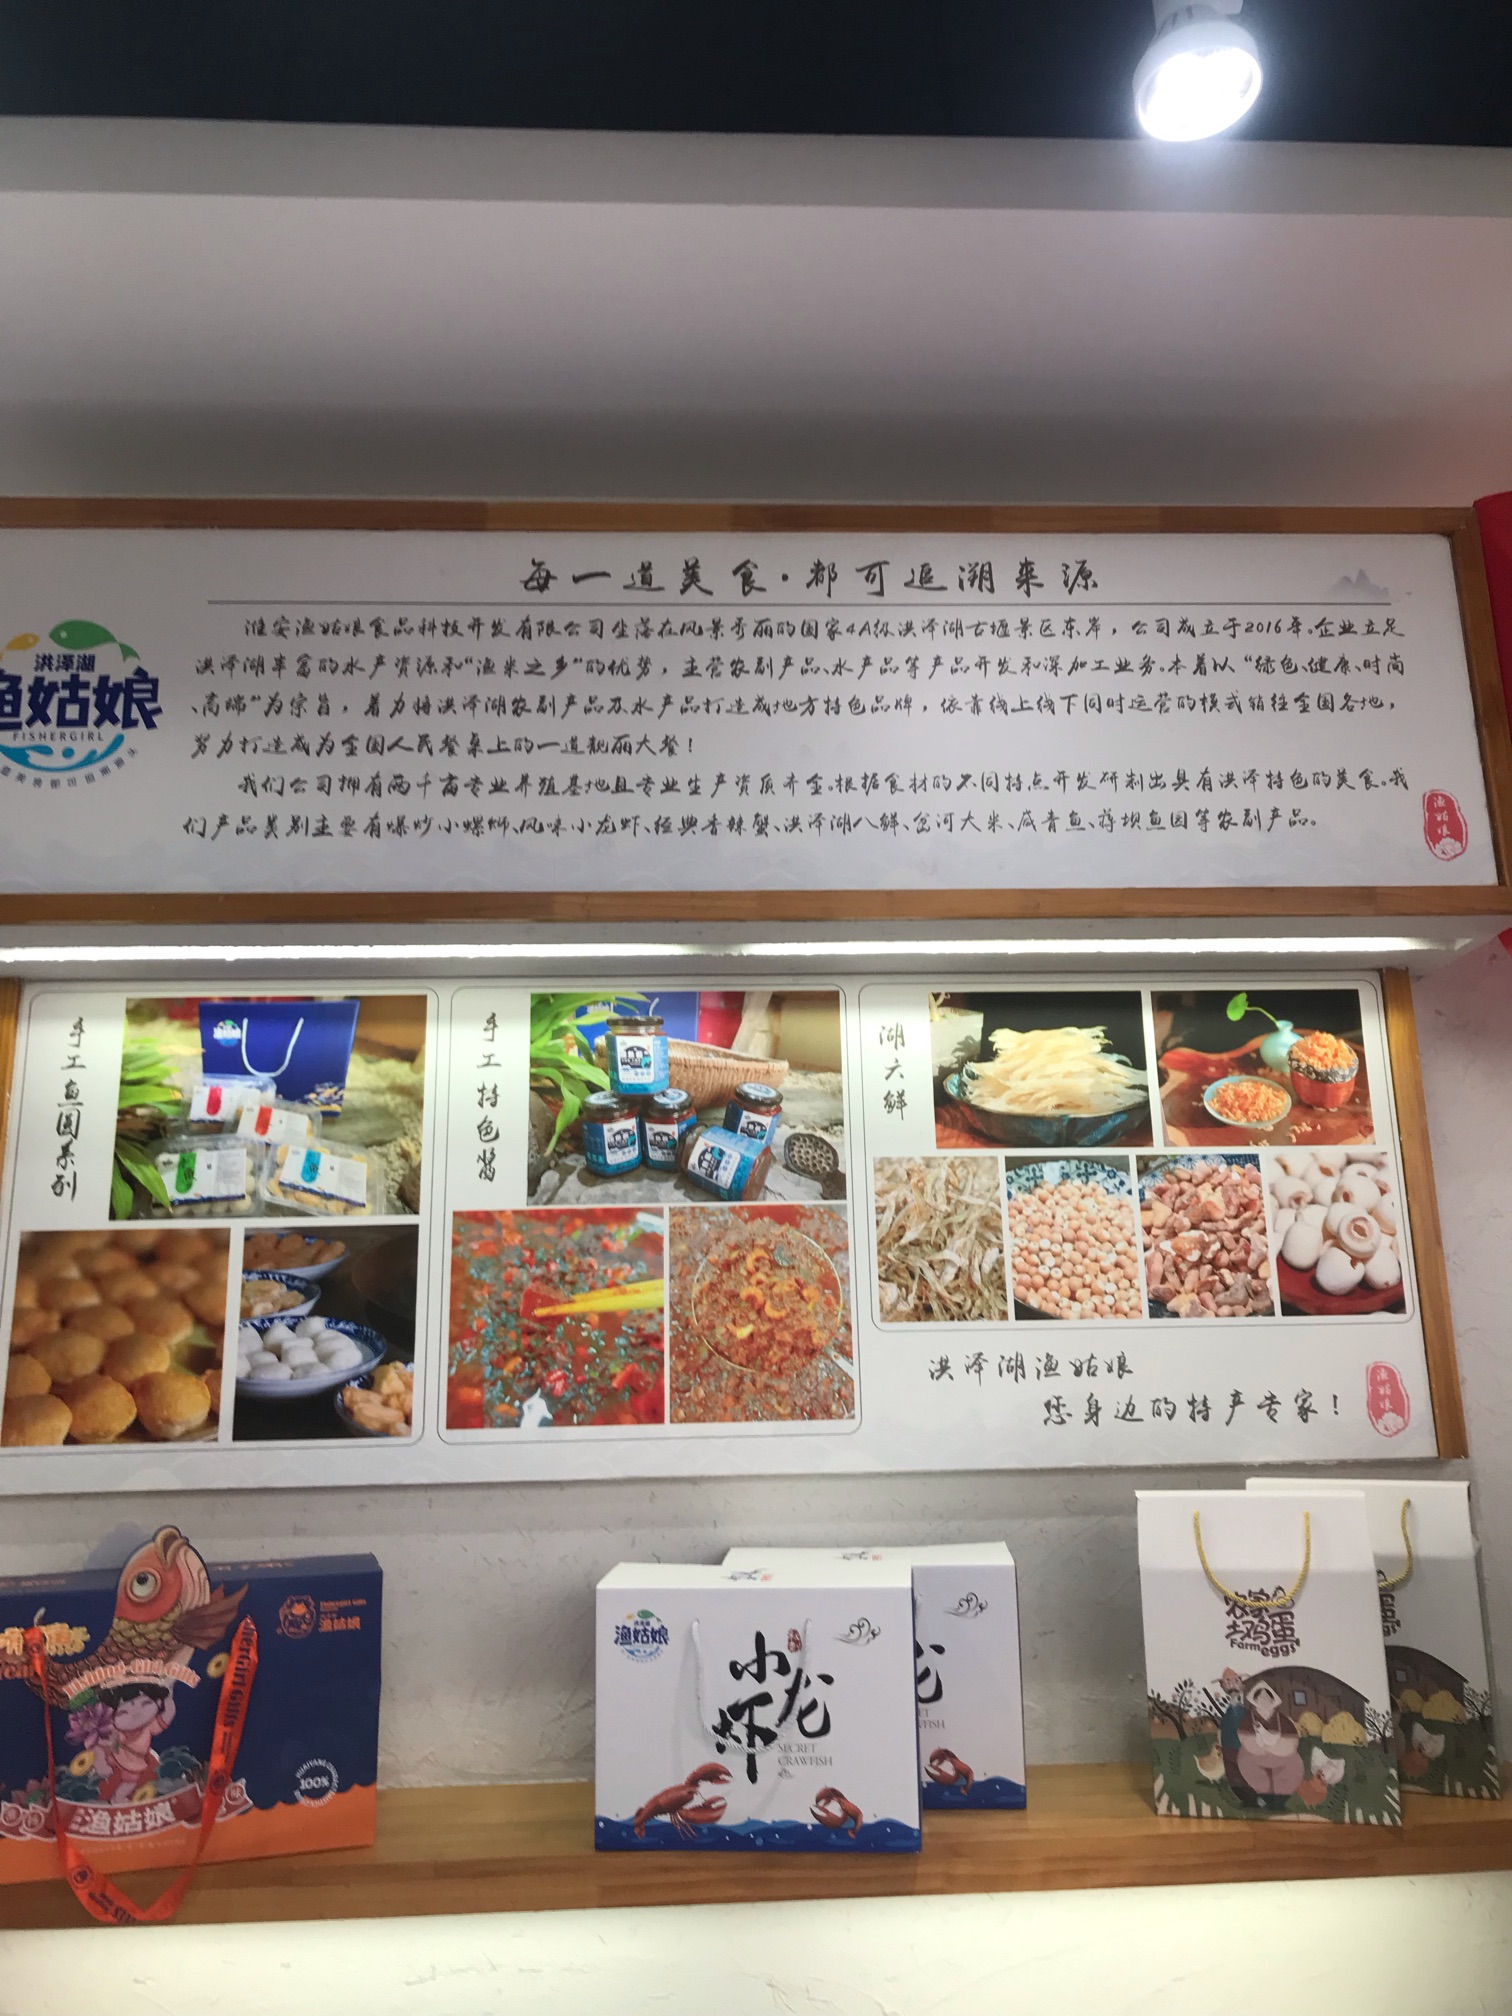 每一道美食·都可追溯来源
洪泽湖
渔姑娘
FISHERGIRL
淮安渔姑娘食品科技开发有限公司坐落在风景秀丽的国家4A级洪泽湖古堰景区东岸，公司成立于2016年。企业立足
洪泽湖丰富的水产资源和“渔米之乡”的优势，主营农副产品、水产品等产品开发和深加工业务。本着以“绿色、健康、时尚
、高端”为宗旨，着力将洪泽湖农副产品及水产品打造成地方特色品牌，依靠线上线下同时运营的模式销往全国各地，
努力打造成为全国人民餐桌上的一道靓丽大餐！
我们公司拥有两千亩专业养殖基地且专业生产资质齐全。根据食材的不同特点开发研制出具有洪泽特色的美食。我
们产品类别主要有爆炒小螺蛳、风味小龙虾、经典香辣蟹、洪泽湖八鲜、岔河大米、咸青鱼、蒋坝鱼圆等农副产品。
渔姑娘
手工鱼圆系列
手工特色酱
湖六鲜
洪泽湖渔姑娘
您身边的特产专家！
渔姑娘
渔姑娘
100%
渔姑娘
渔姑娘
小龙虾
SECRET
CRAWFISH
农家
土鸡蛋
Farm eggs